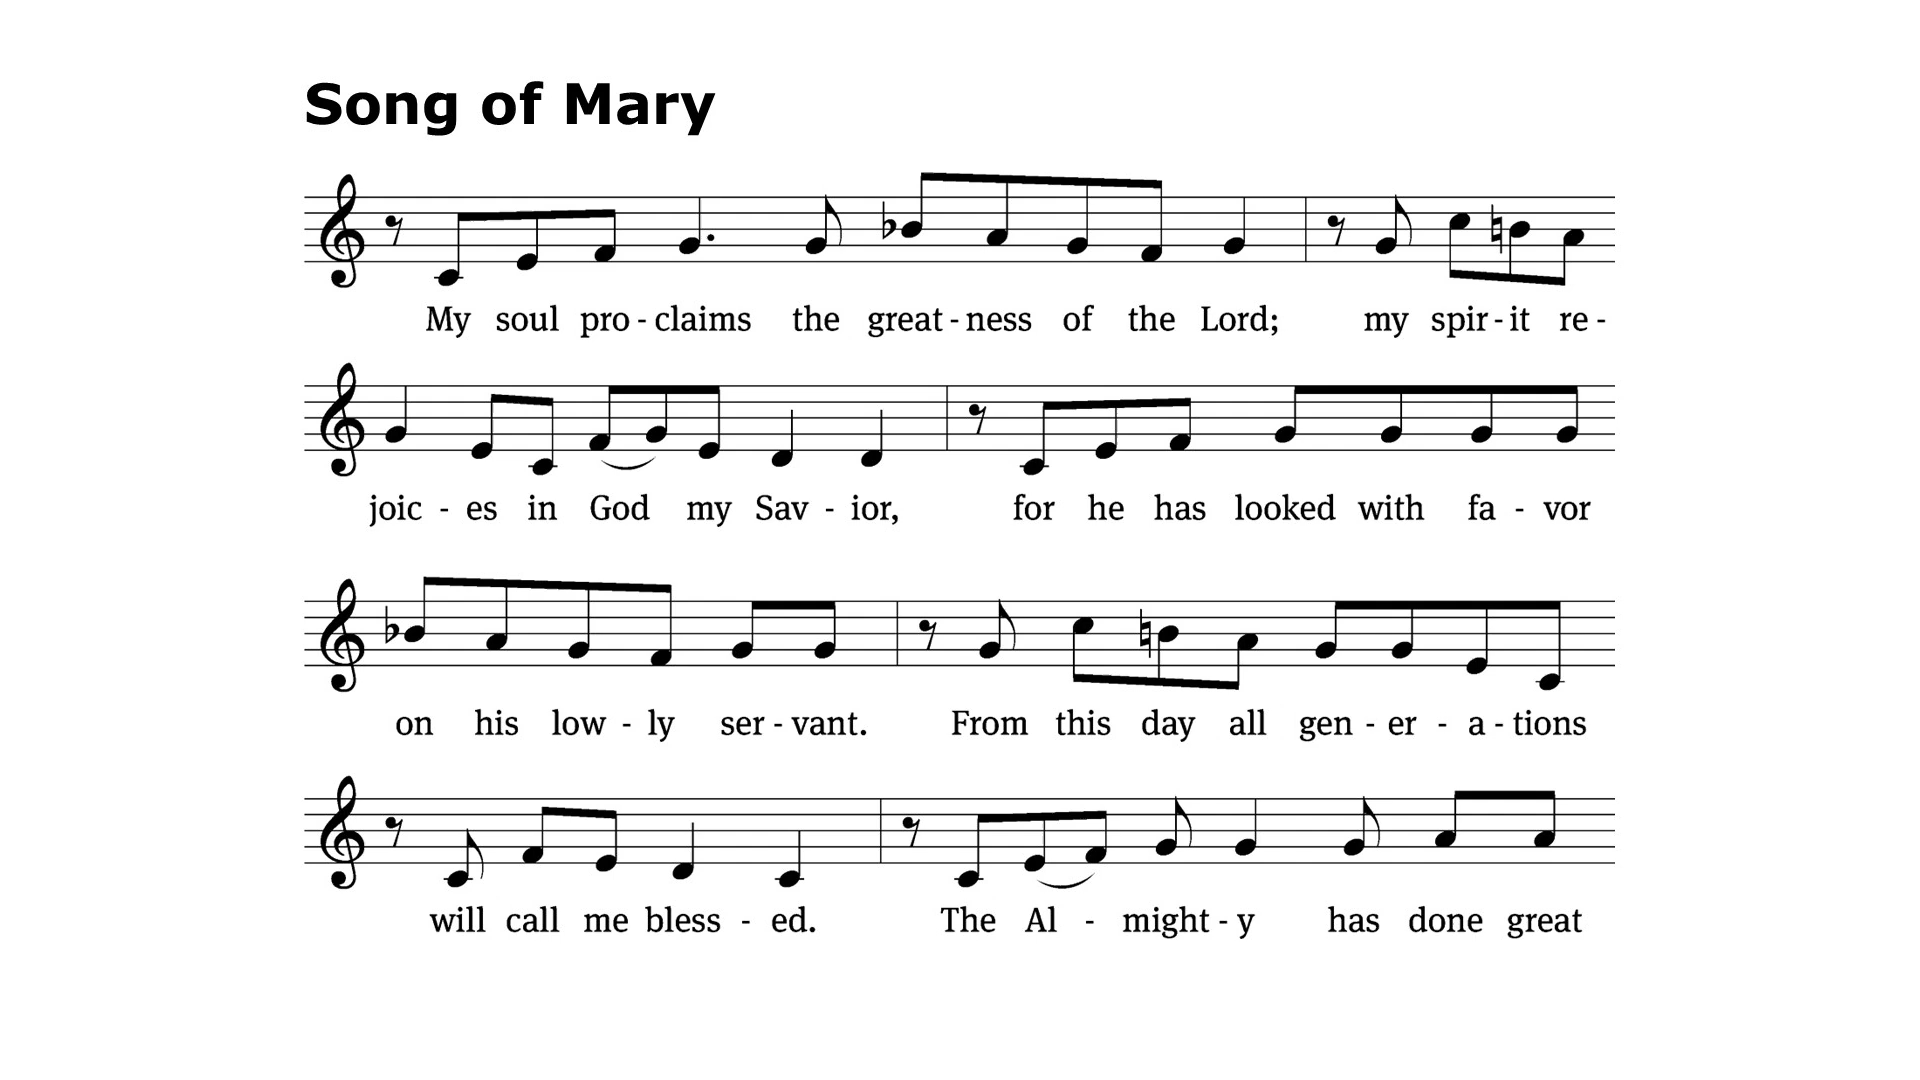 Song of Mary
My soul pro - claims the great - ness of the Lord; my spir - it re -
joic - es in God my Sav - ior, for he has looked with fa - vor
on his low - ly ser - vant. From this day all gen - er - a - tions
will call me bless - ed. The Al - might - y has done great